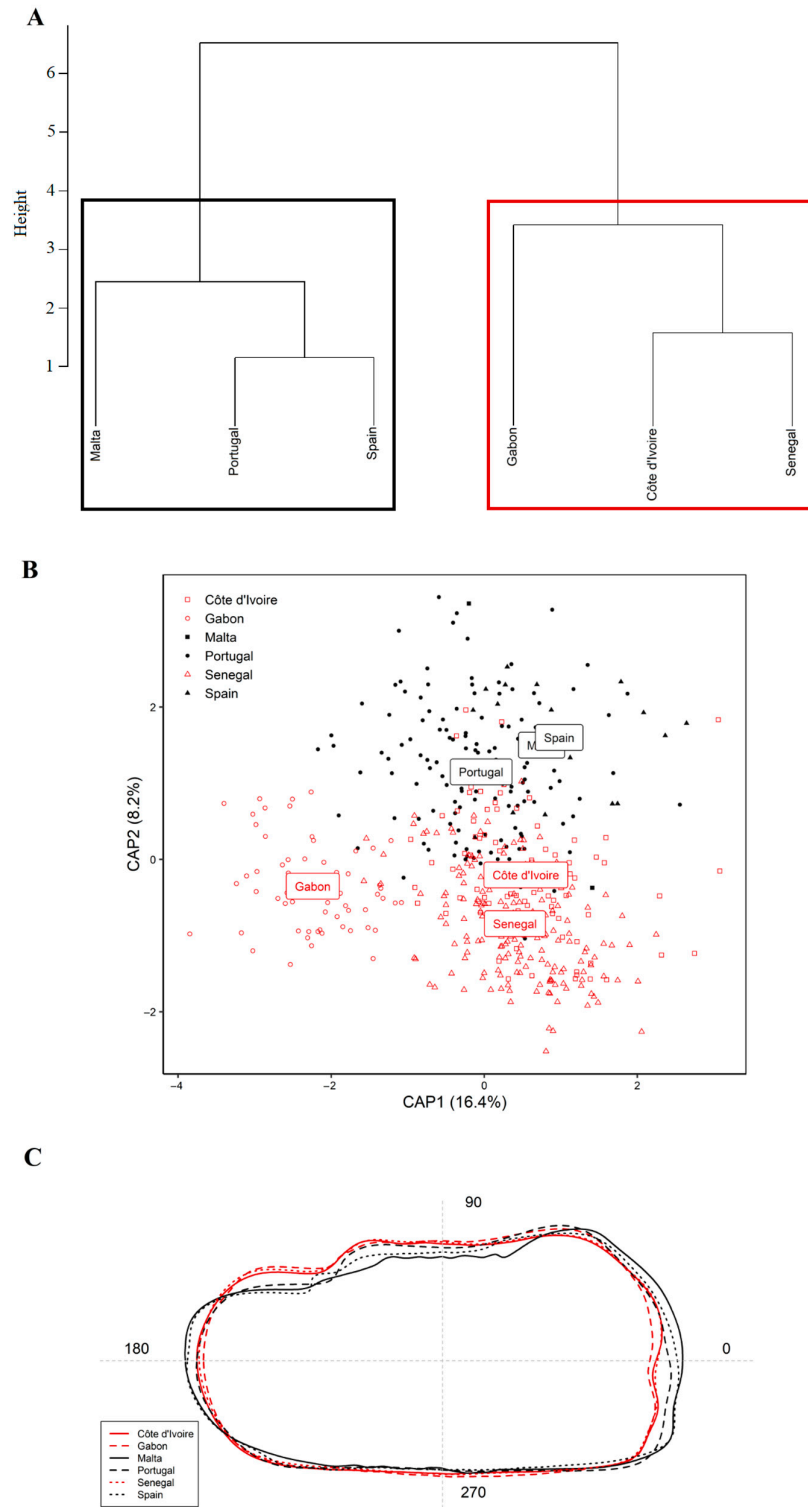 A
Height
6
5
4
3
2
1
Malta
Portugal
Spain
Gabon
Côte d'Ivoire
Senegal
B
Côte d'Ivoire
Gabon
Malta
Portugal
Senegal
Spain
CAP2 (8.2%)
2
0
−2
M
Spain
Portugal
Côte d'Ivoire
Gabon
Senegal
−4
−2
0
2
CAP1 (16.4%)
C
90
180
0
270
Côte d'Ivoire
Gabon
Malta
Portugal
Senegal
Spain